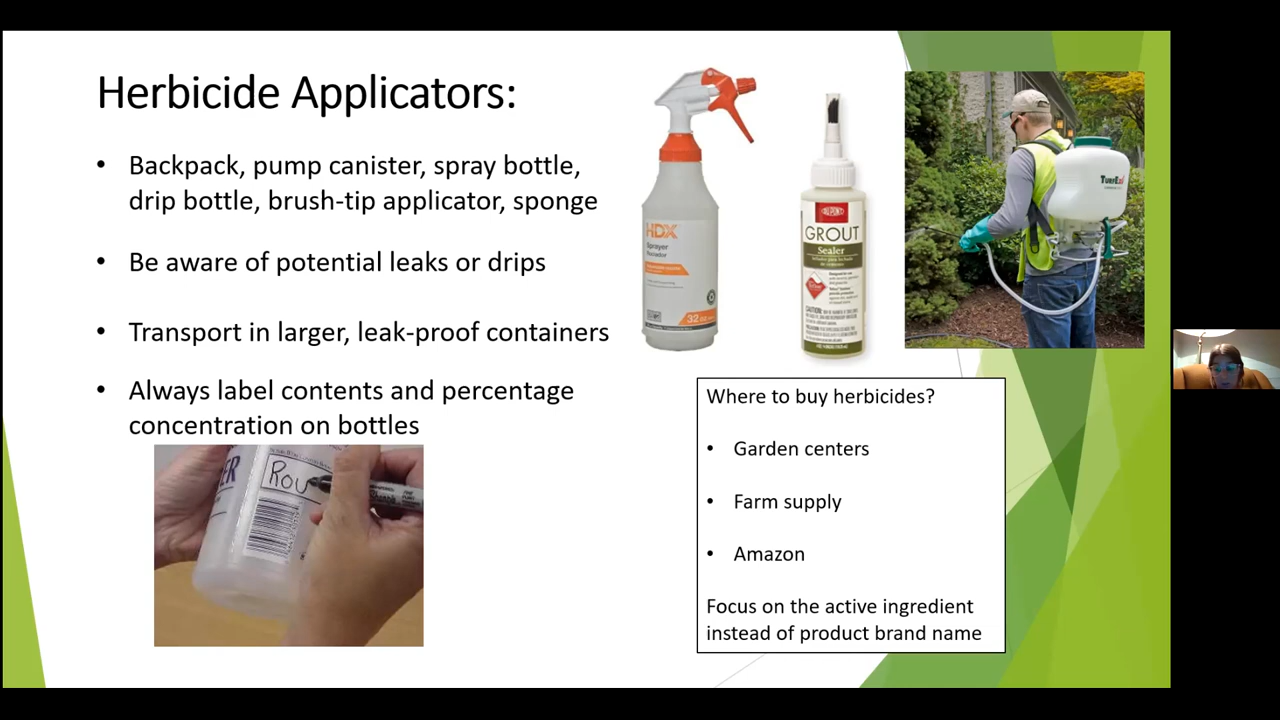 Herbicide Applicators:
• Backpack, pump canister, spray bottle,
drip bottle, brush-tip applicator, sponge
• Be aware of potential leaks or drips
• Transport in larger, leak-proof containers
• Always label contents and percentage
concentration on bottles
Rou
HDX
Sprayer
32
DUPONT
GROUT
Sealer
TURFEX
Where to buy herbicides?
• Garden centers
• Farm supply
• Amazon
Focus on the active ingredient
instead of product brand name